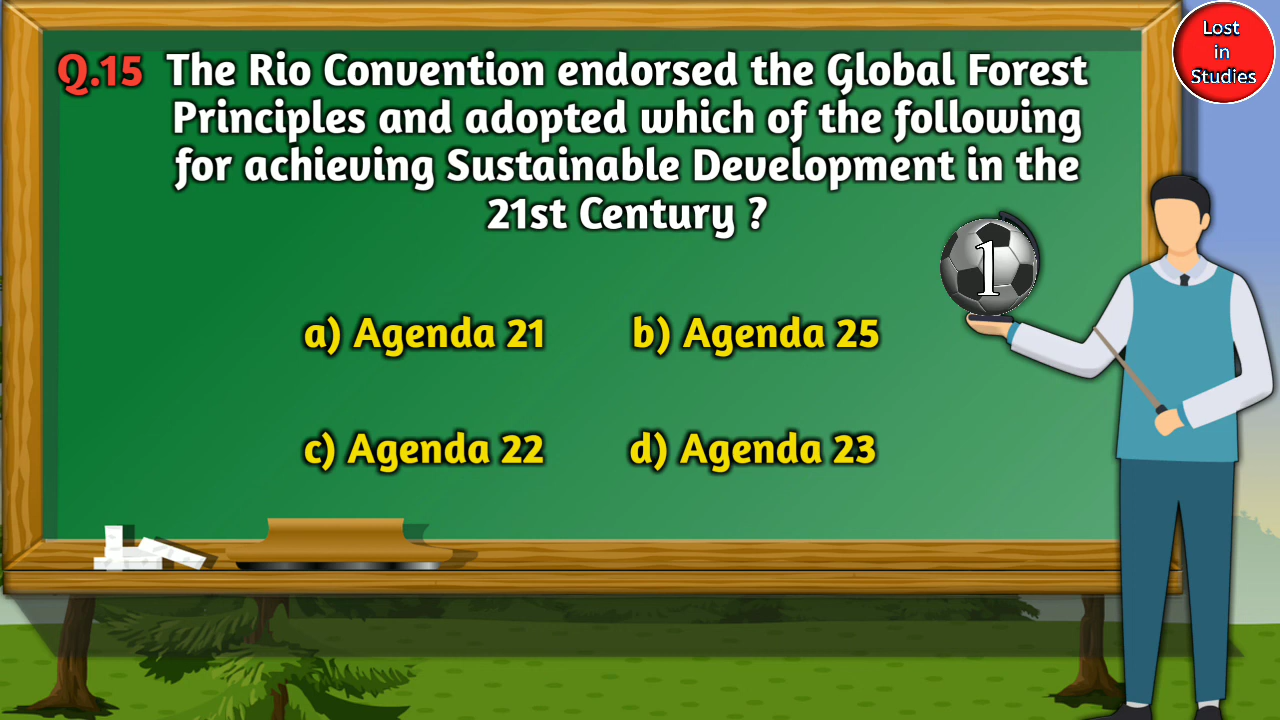 Lost
in
Studies
Q.15 The Rio Convention endorsed the Global Forest
Principles and adopted which of the following
for achieving Sustainable Development in the
21st Century ?
1
a) Agenda 21 b) Agenda 25
c) Agenda 22 d) Agenda 23